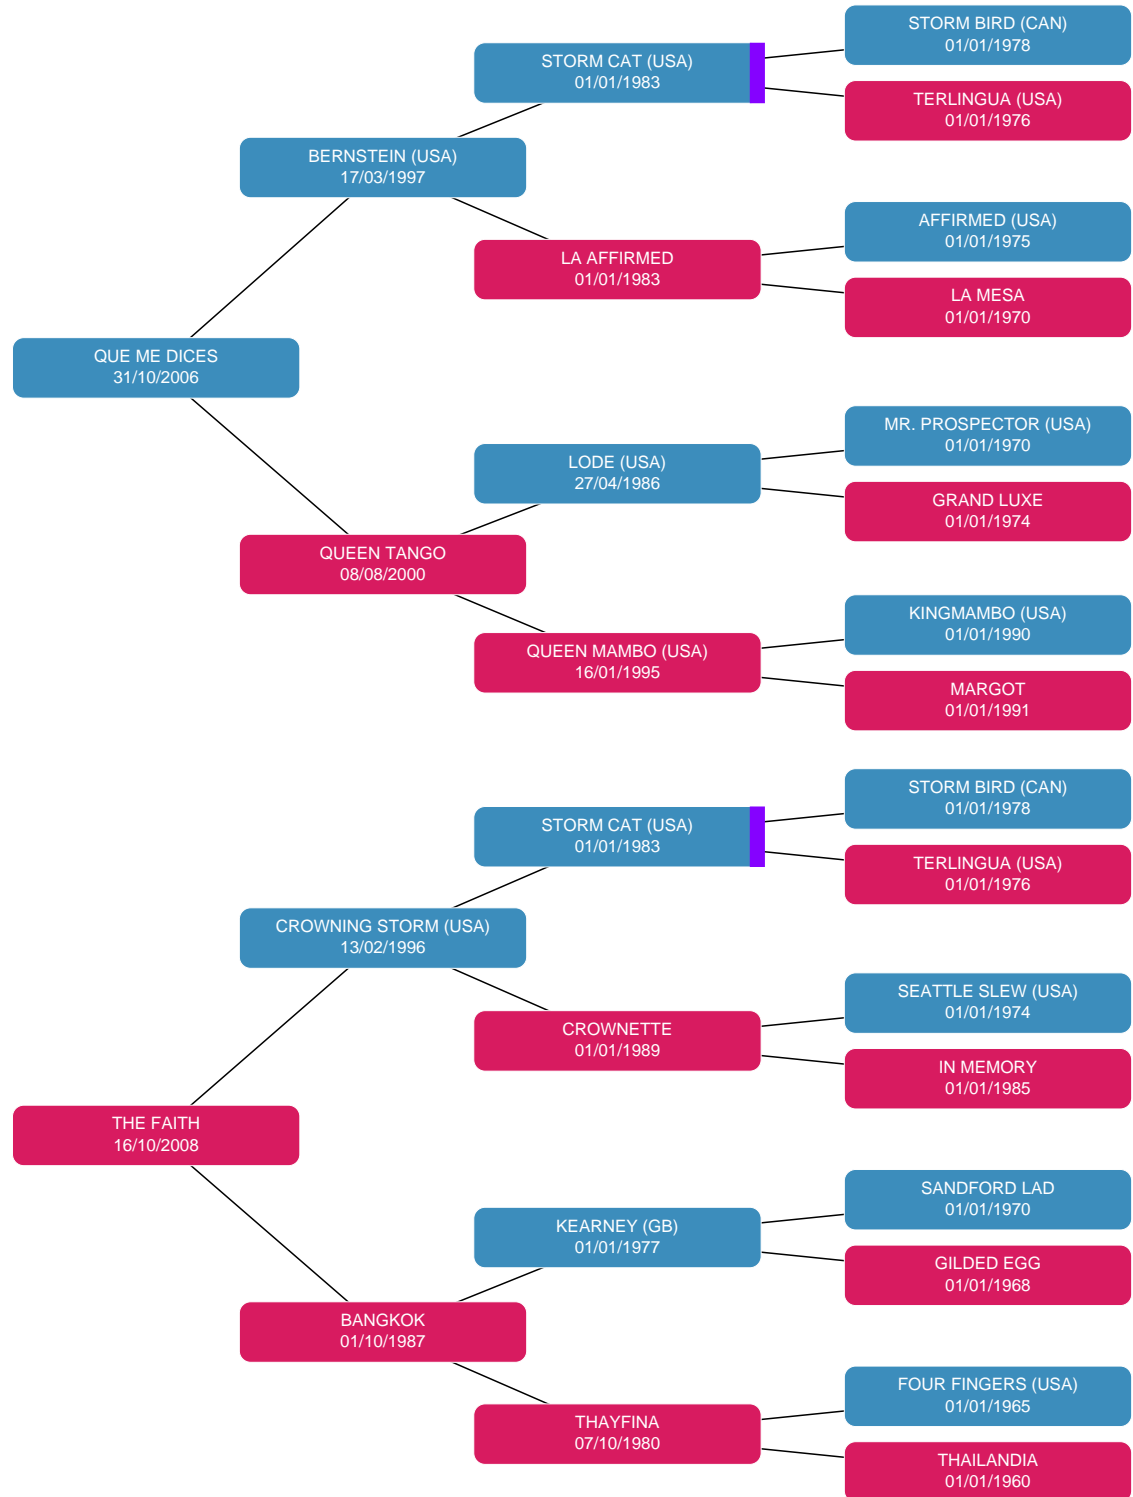 STORM BIRD (CAN)
01/01/1978
STORM CAT (USA)
01/01/1983
TERLINGUA (USA)
01/01/1976
BERNSTEIN (USA)
17/03/1997
AFFIRMED (USA)
01/01/1975
LA AFFIRMED
01/01/1983
LA MESA
01/01/1970
QUE ME DICES
31/10/2006
MR. PROSPECTOR (USA)
01/01/1970
LODE (USA)
27/04/1986
GRAND LUXE
01/01/1974
QUEEN TANGO
08/08/2000
KINGMAMBO (USA)
01/01/1990
QUEEN MAMBO (USA)
16/01/1995
MARGOT
01/01/1991
STORM BIRD (CAN)
01/01/1978
STORM CAT (USA)
01/01/1983
TERLINGUA (USA)
01/01/1976
CROWNING STORM (USA)
13/02/1996
SEATTLE SLEW (USA)
01/01/1974
CROWNETTE
01/01/1989
IN MEMORY
01/01/1985
THE FAITH
16/10/2008
SANDFORD LAD
01/01/1970
KEARNEY (GB)
01/01/1977
GILDED EGG
01/01/1968
BANGKOK
01/10/1987
FOUR FINGERS (USA)
01/01/1965
THAYFINA
07/10/1980
THAILANDIA
01/01/1960